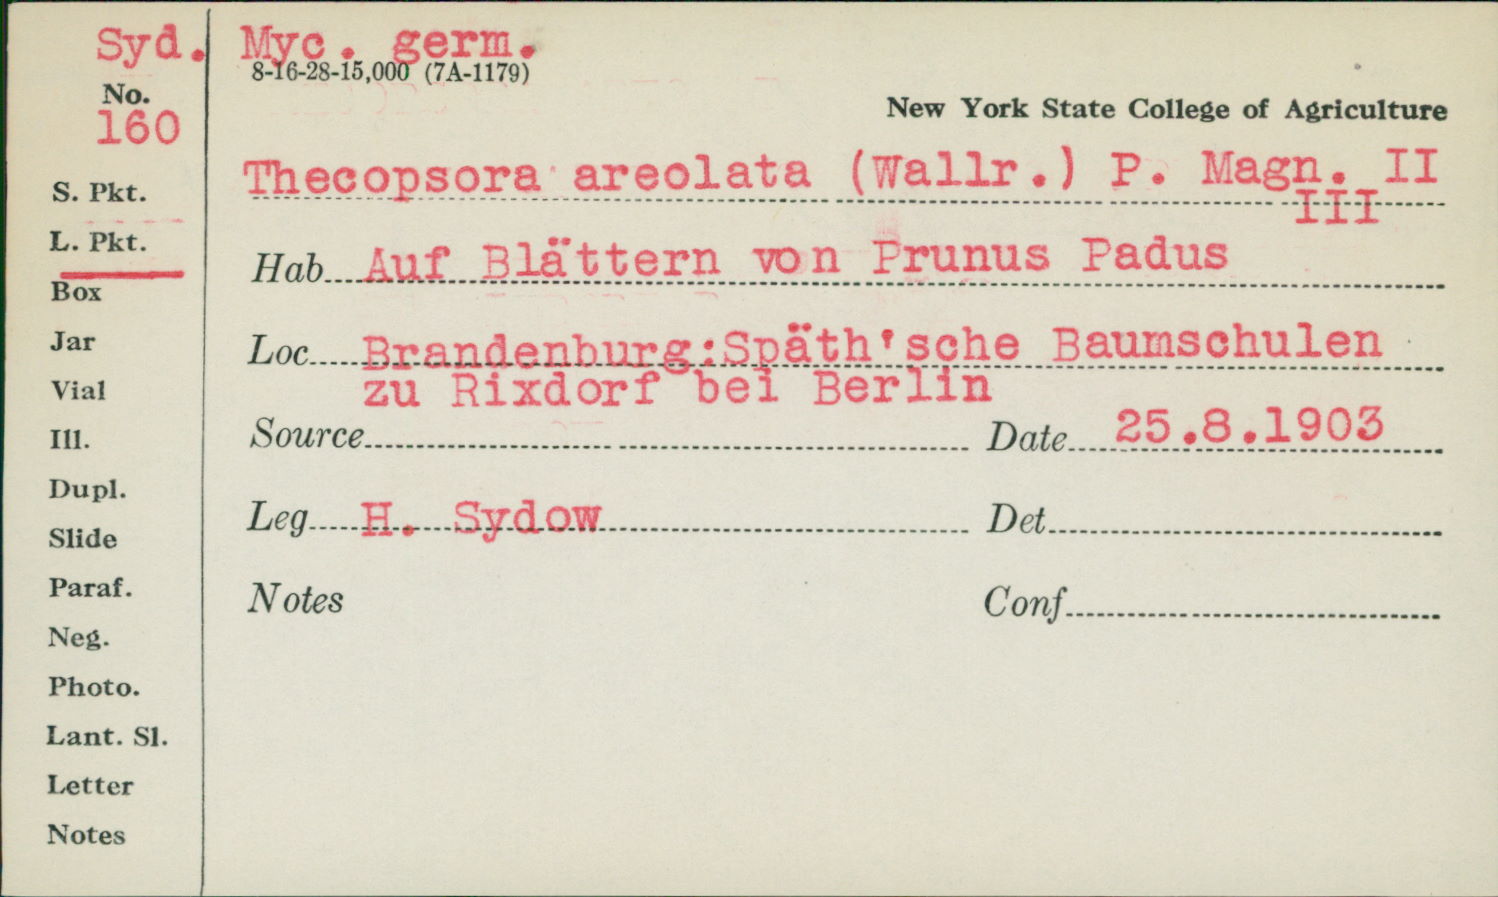 Syd. Myc. germ.
8-16-28-15,000 (7A-1179)
No.
160
New York State College of Agriculture
Thecopsora areolata (Wallr.) P. Magn. II
III
S. Pkt.
L. Pkt.
Box
Jar
Vial
Ill.
Dupl.
Slide
Paraf.
Neg.
Photo.
Lant. Sl.
Letter
Notes
Hab. Auf Blättern von Prunus Padus
Loc. Brandenburg:Späth'sche Baumschulen
zu Rixdorf bei Berlin
Source
Date 25.8.1903
Leg. H. Sydow
Det.
Notes
Conf.